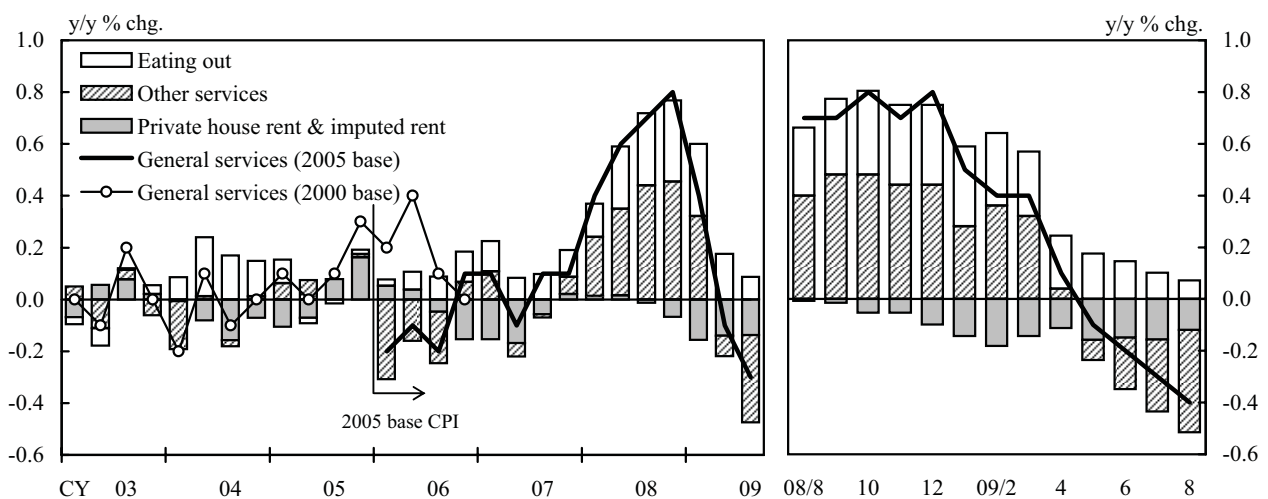 y/y % chg.
1.0
0.8
0.6
0.4
0.2
0.0
-0.2
-0.4
-0.6
Eating out
Other services
Private house rent & imputed rent
General services (2005 base)
General services (2000 base)
2005 base CPI
CY 03 04 05 06 07 08 09
y/y % chg.
1.0
0.8
0.6
0.4
0.2
0.0
-0.2
-0.4
-0.6
08/8 10 12 09/2 4 6 8